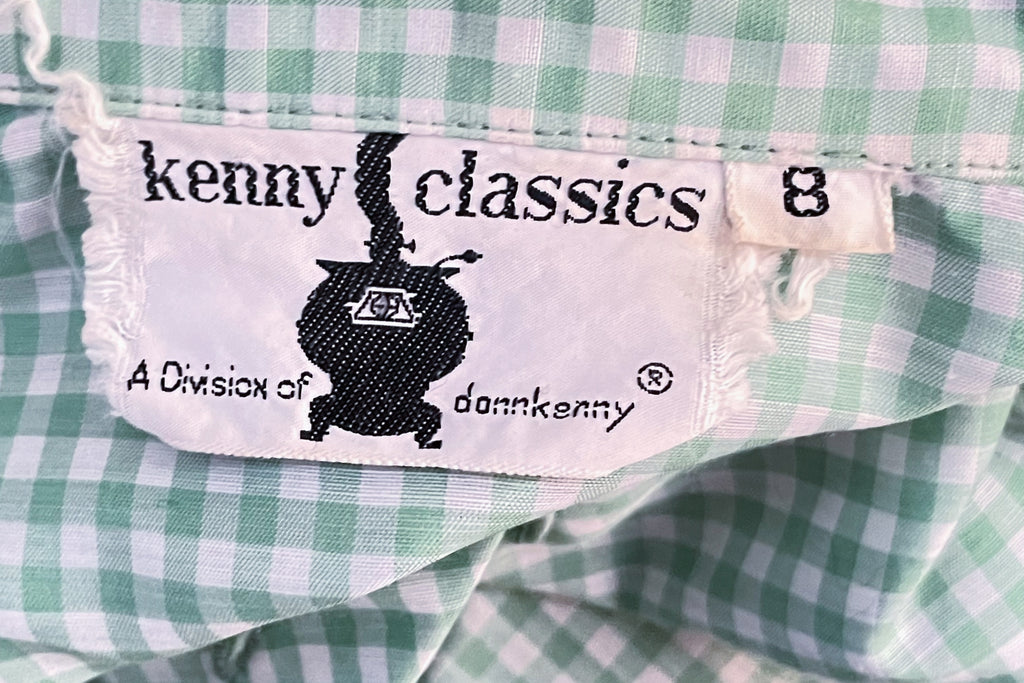 kenny classics
8
A Division of
donnkenny ®